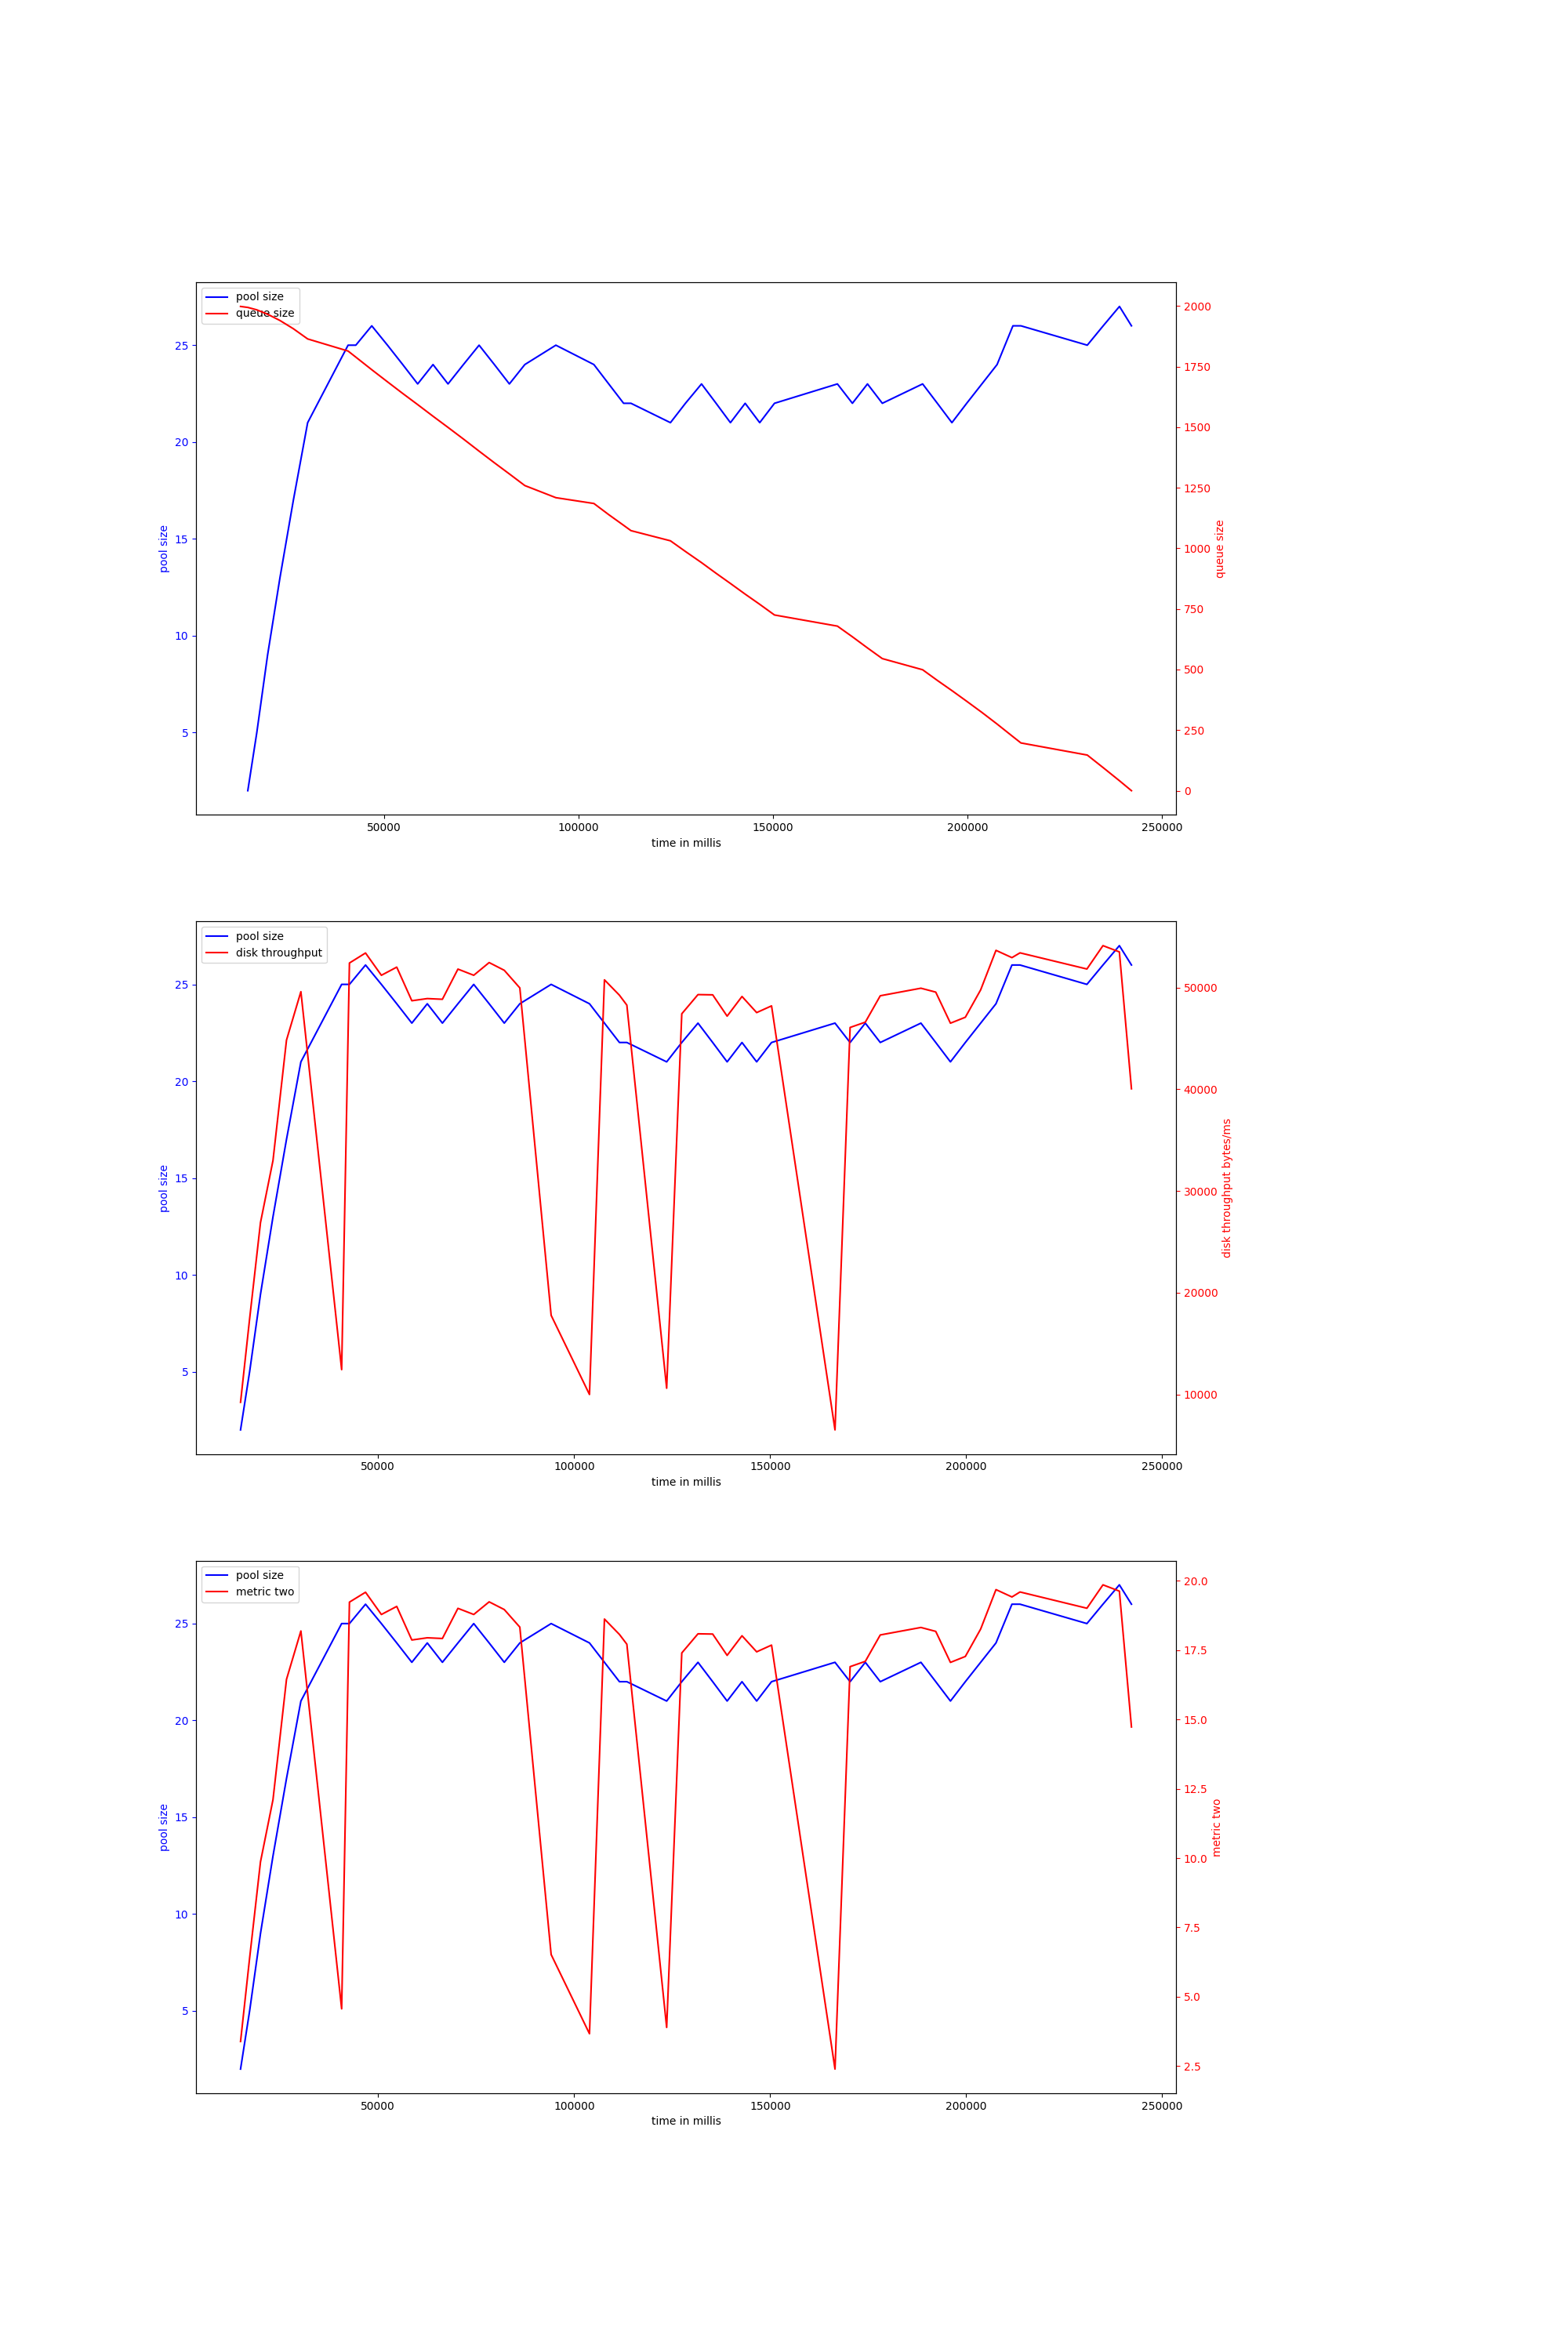 pool size
queue size
25
20
15
10
5
pool size
2000
1750
1500
1250
1000
750
500
250
0
queue size
50000 100000 150000 200000 250000
time in millis
pool size
disk throughput
25
20
15
10
5
pool size
50000
40000
30000
20000
10000
disk throughput bytes/ms
50000 100000 150000 200000 250000
time in millis
pool size
metric two
25
20
15
10
5
pool size
20.0
17.5
15.0
12.5
10.0
7.5
5.0
2.5
metric two
50000 100000 150000 200000 250000
time in millis